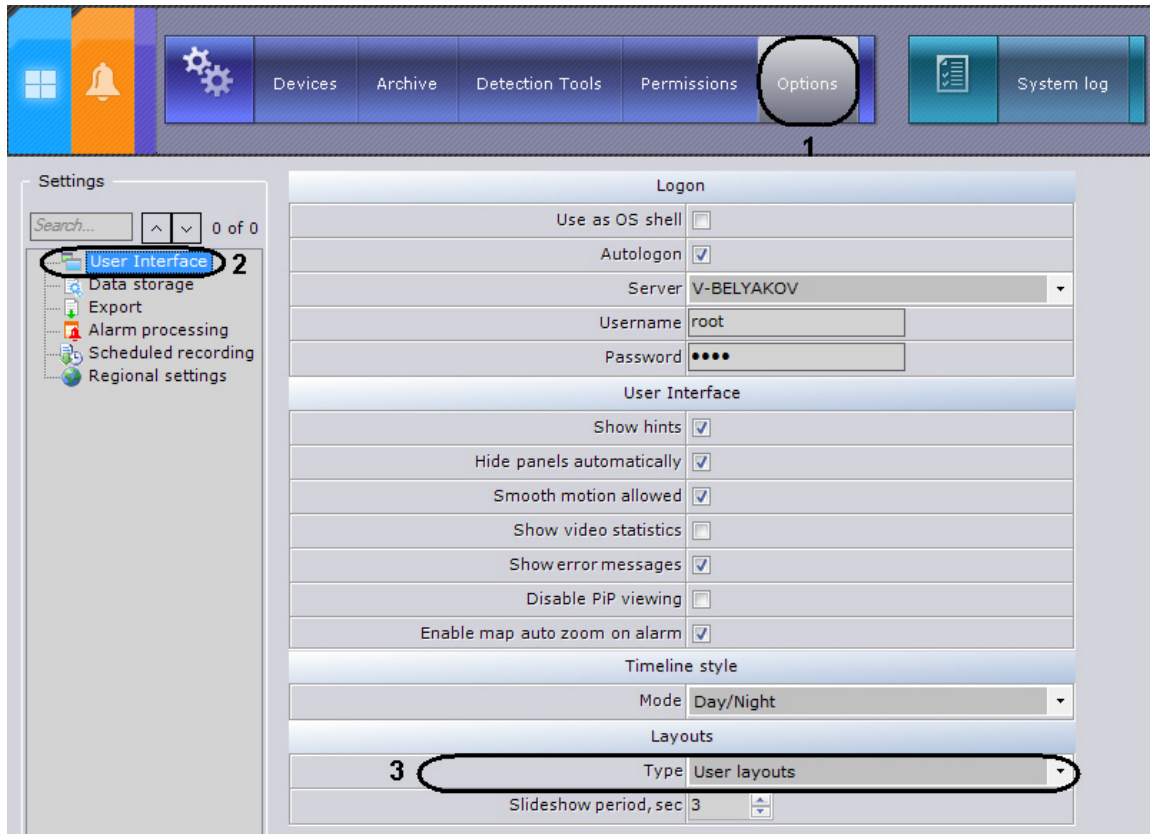 Devices Archive Detection Tools Permissions Options System log
1
Settings
Search... 0 of 0
User Interface 2
Data storage
Export
Alarm processing
Scheduled recording
Regional settings
Logon
Use as OS shell
Autologon
Server V-BELYAKOV
Username root
Password ••••
User Interface
Show hints
Hide panels automatically
Smooth motion allowed
Show video statistics
Show error messages
Disable PiP viewing
Enable map auto zoom on alarm
Timeline style
Mode Day/Night
Layouts
3 Type User layouts
Slideshow period, sec 3